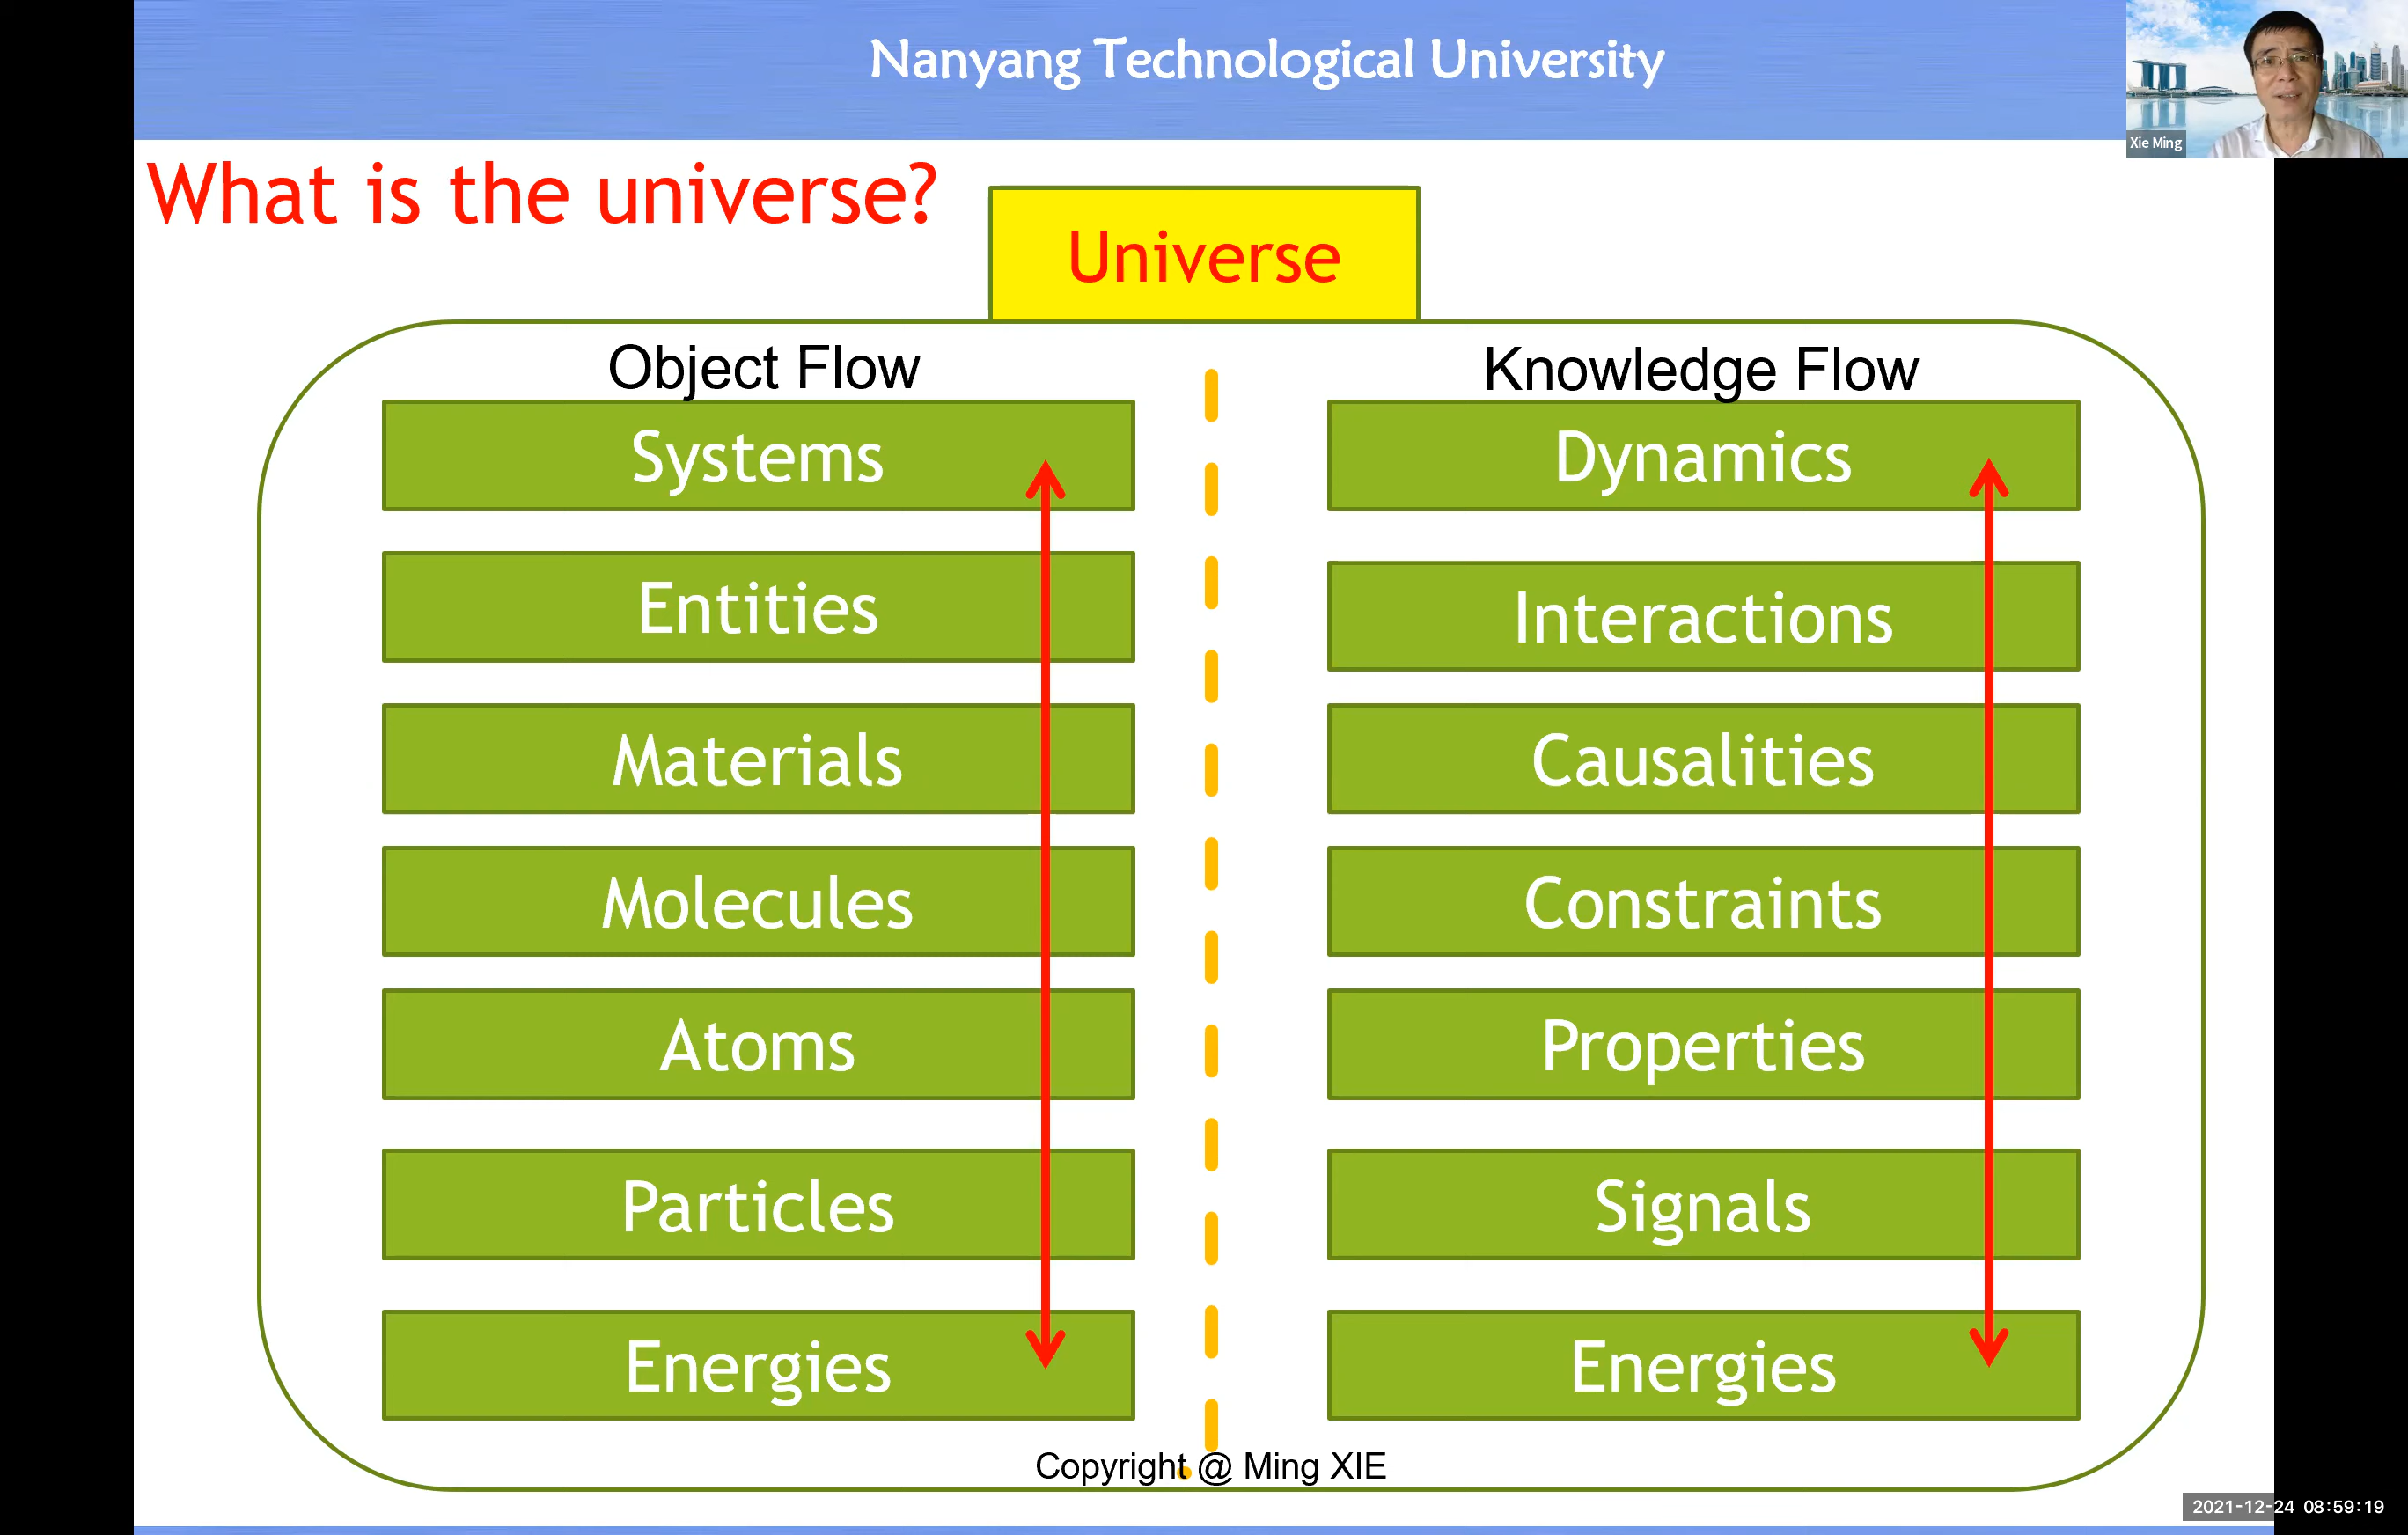 Nanyang Technological University
Xie Ming
What is the universe?
Universe
Object Flow
Systems
Entities
Materials
Molecules
Atoms
Particles
Energies
Knowledge Flow
Dynamics
Interactions
Causalities
Constraints
Properties
Signals
Energies
Copyright @ Ming XIE
2021-12-24 08:59:19